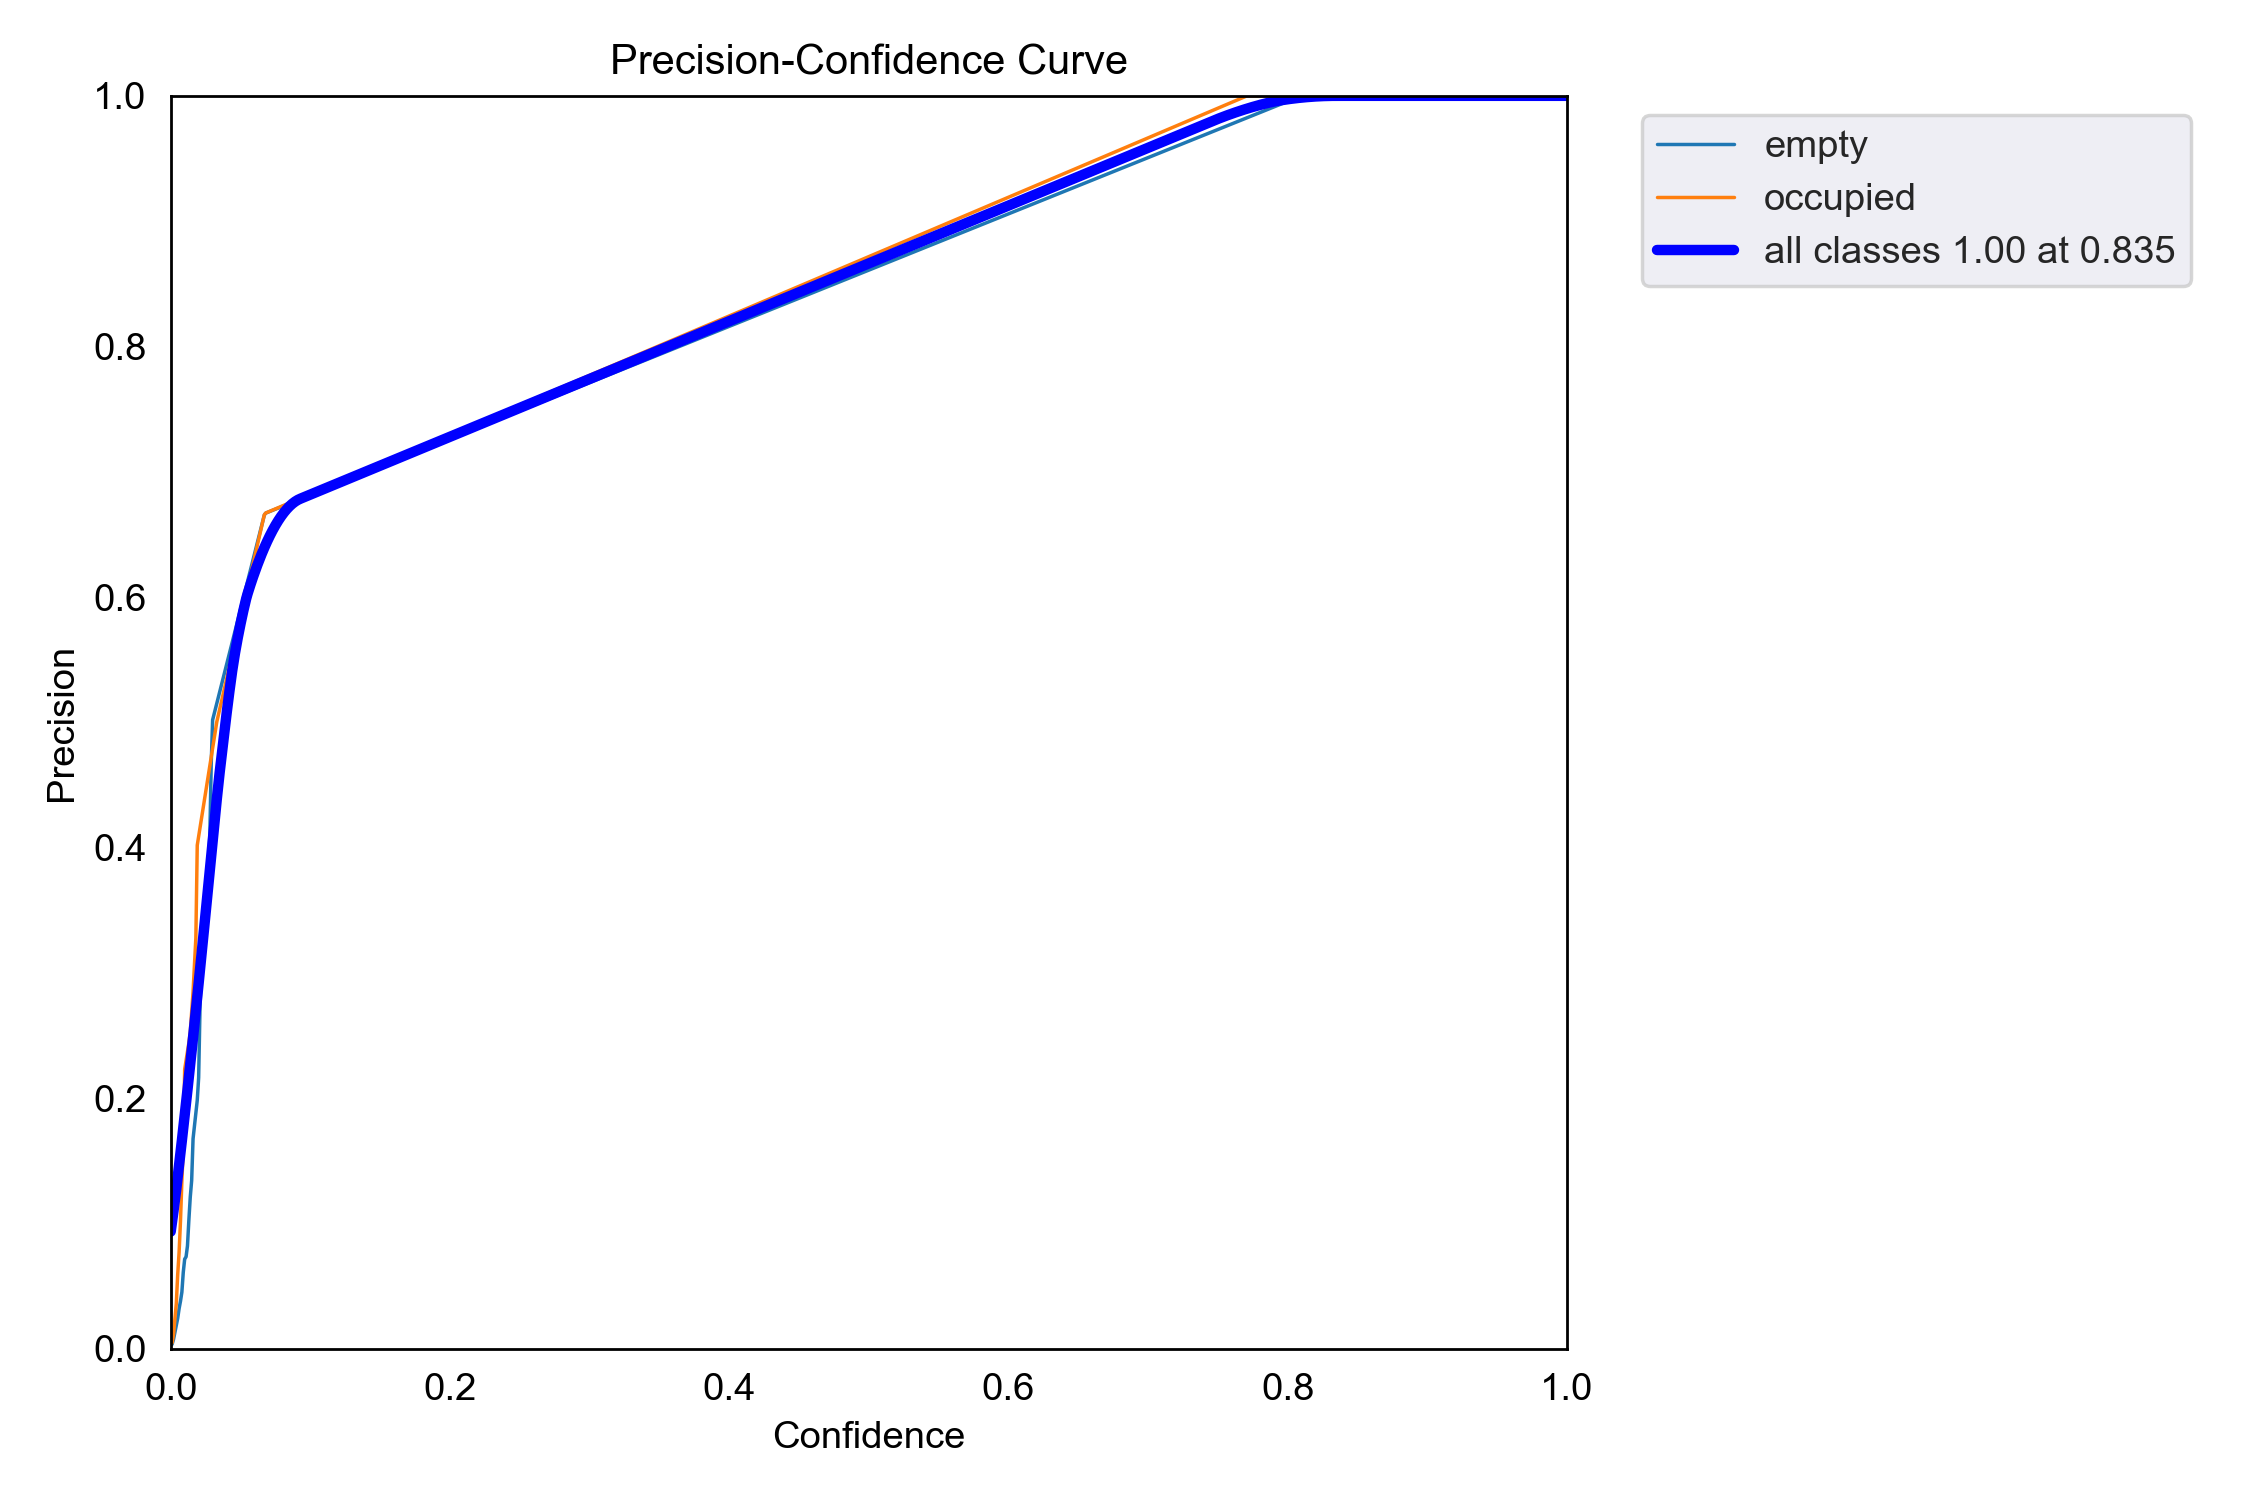 Precision-Confidence Curve
1.0
0.8
0.6
0.4
0.2
0.0
Precision
0.0 0.2 0.4 0.6 0.8 1.0
Confidence
empty
occupied
all classes 1.00 at 0.835